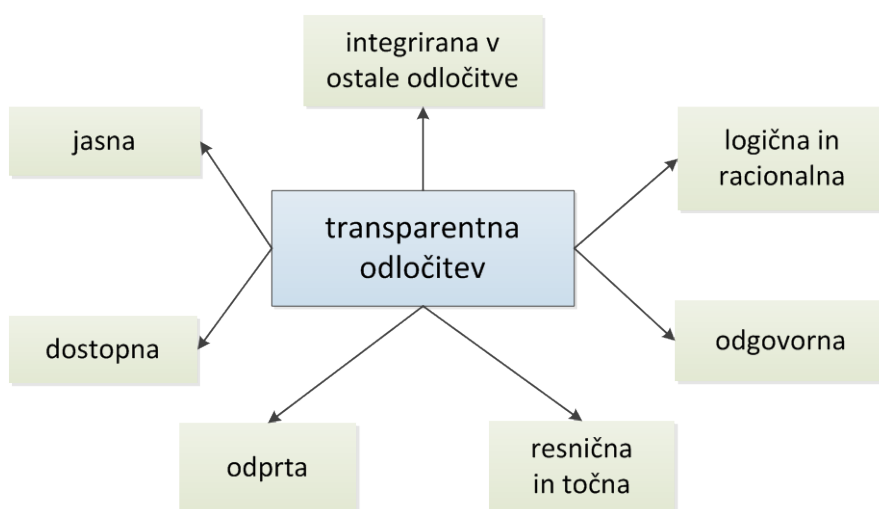 integrirana v
ostale odločitve
jasna
logična in
racionalna
transparentna
odločitev
dostopna
odgovorna
odprta
resnična
in točna